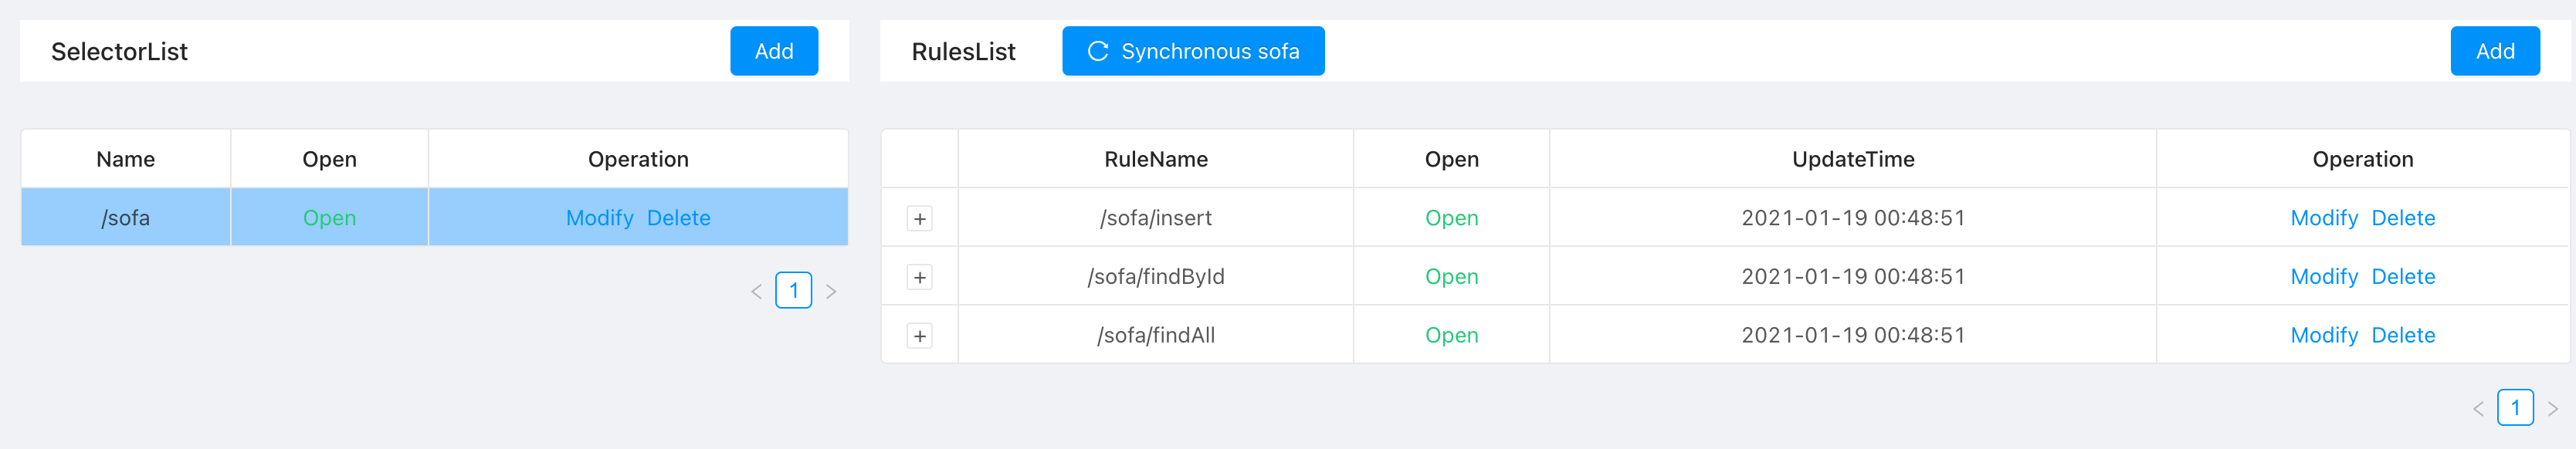 SelectorList
Add
Name Open Operation
/sofa Open Modify Delete
< 1 >
RulesList
Synchronous sofa
Add
RuleName Open UpdateTime Operation
+ /sofa/insert Open 2021-01-19 00:48:51 Modify Delete
+ /sofa/findById Open 2021-01-19 00:48:51 Modify Delete
+ /sofa/findAll Open 2021-01-19 00:48:51 Modify Delete
< 1 >